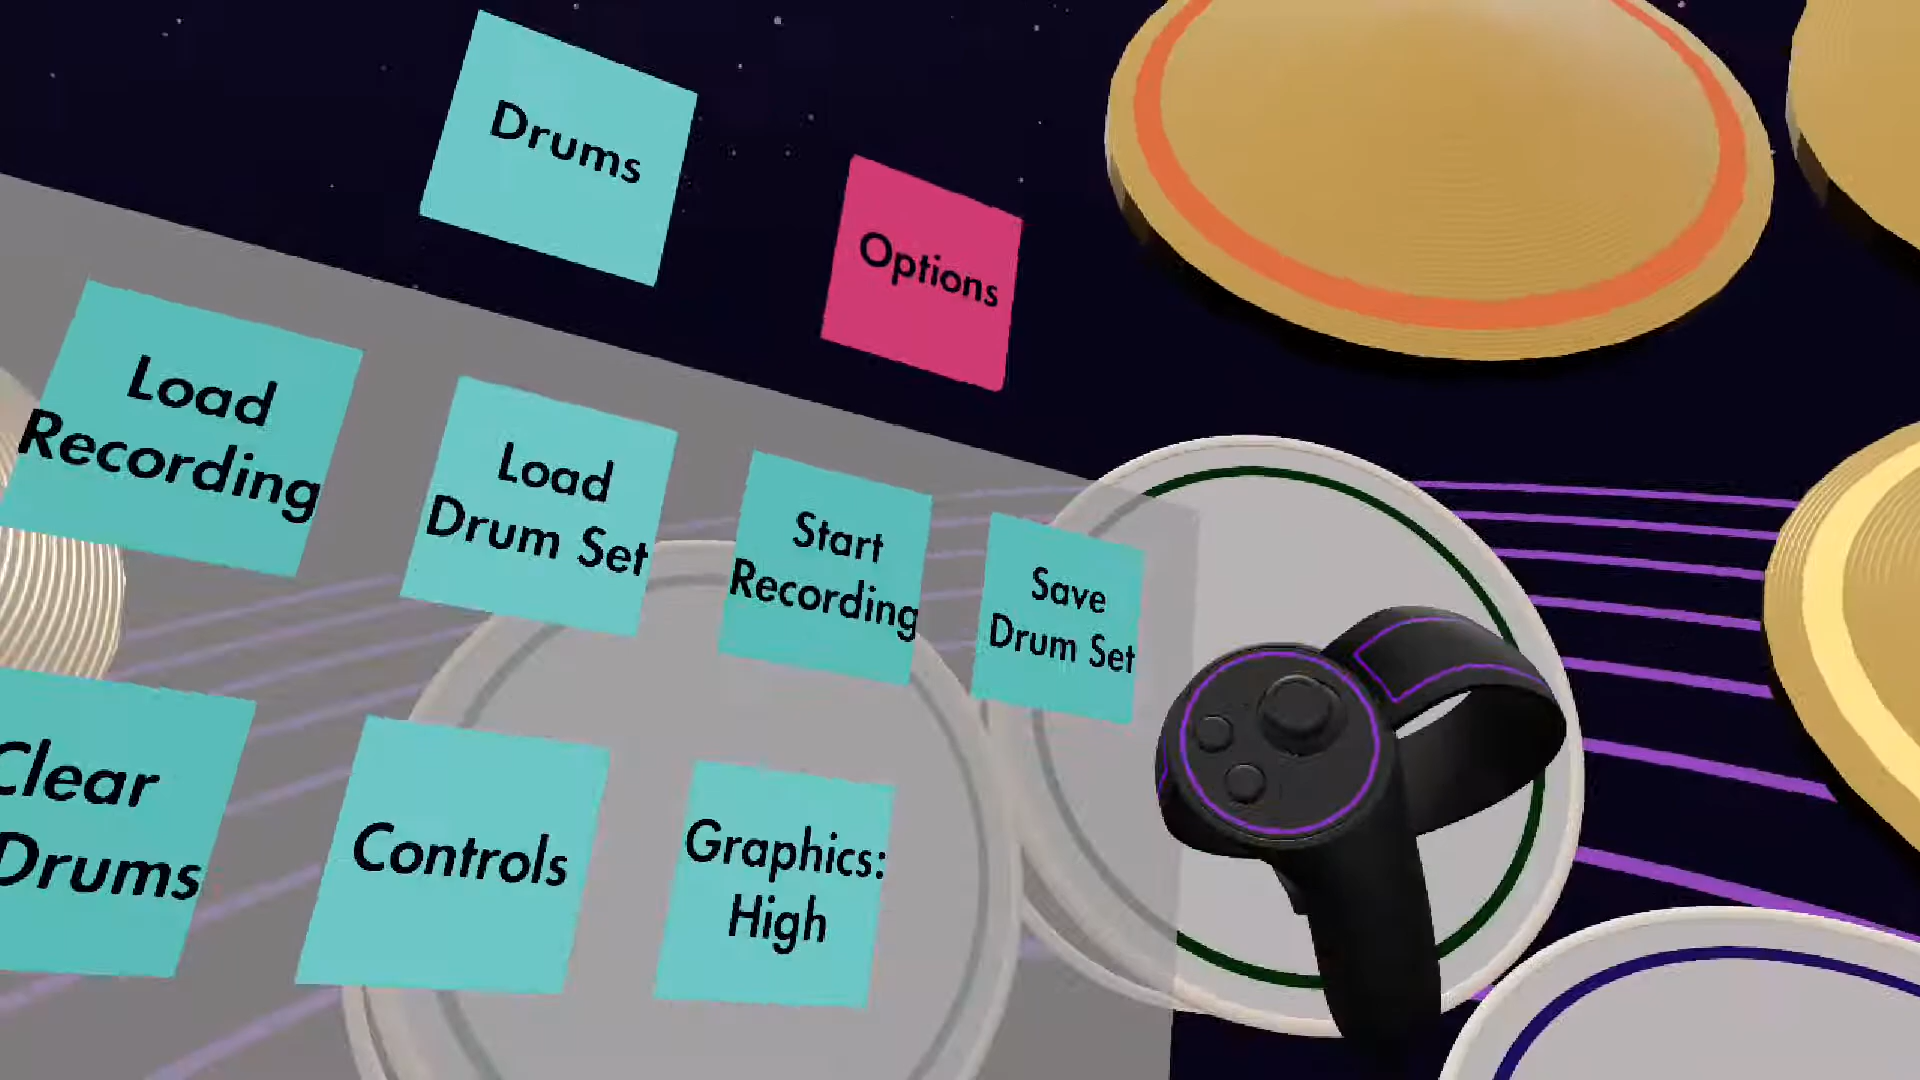 Drums
Options
Load
Recording
Load
Drum Set
Start
Recording
Save
Drum Set
Clear
Drums
Controls
Graphics:
High